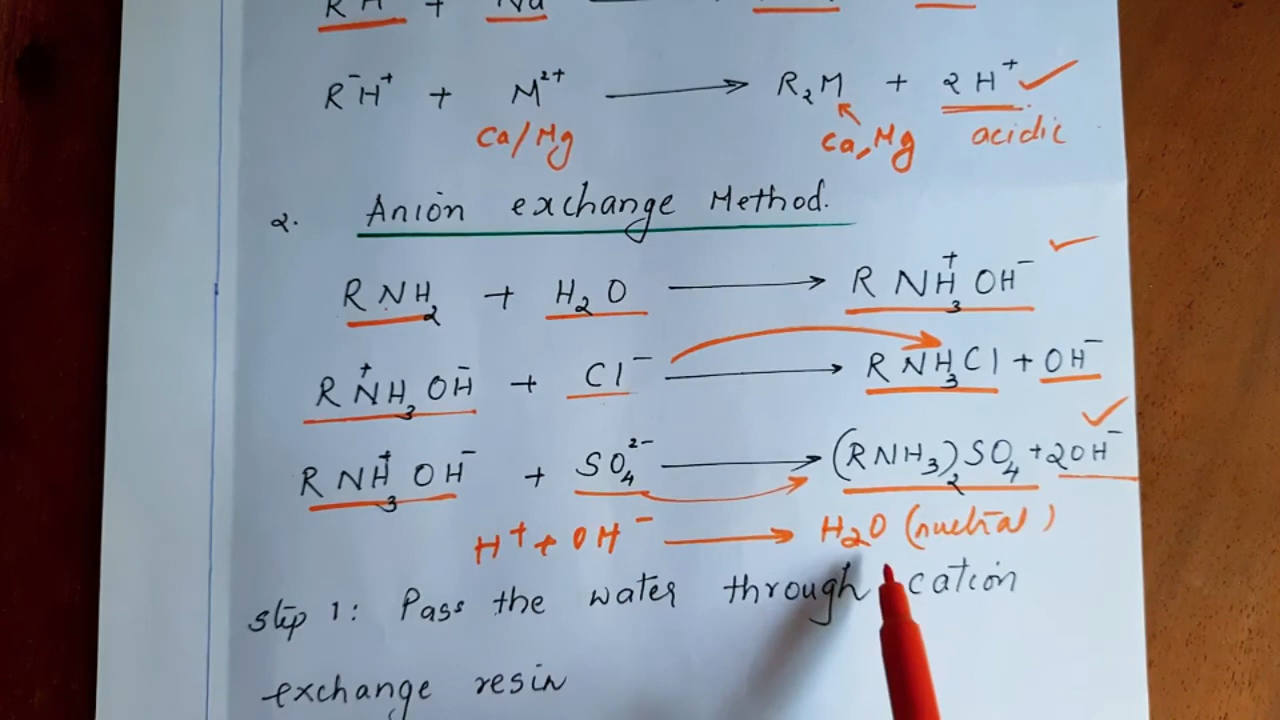 R H + Na
R⁻H⁺ + M²⁺ ⟶ R₂M + 2H⁺ ✓
Ca/Mg Ca,Mg acidic
2. Anion exchange Method.
RNH₂ + H₂O ⟶ RNH₃⁺OH⁻ ✓
RNH₃⁺OH⁻ + Cl⁻ ⟶ RNH₃Cl + OH⁻
RNH₃⁺OH⁻ + SO₄²⁻ ⟶ (RNH₃)₂SO₄ + 2OH⁻ ✓
H⁺ + OH⁻ ⟶ H₂O (nuetral)
step 1: Pass the water through cation
exchange resin